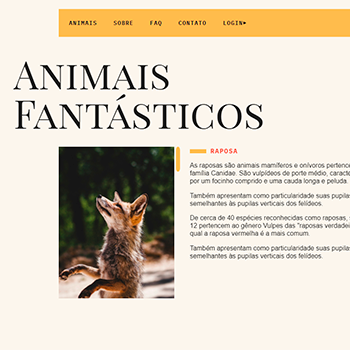 ANIMAIS SOBRE FAQ CONTATO LOGIN▸
ANIMAIS
FANTÁSTICOS
RAPOSA
As raposas são animais mamíferos e onívoros pertence
família Canidae. São vulpídeos de porte médio, caracte
por um focinho comprido e uma cauda longa e peluda.
Também apresentam como particularidade suas pupilas
semelhantes às pupilas verticais dos felídeos.
De cerca de 40 espécies reconhecidas como raposas,
12 pertencem ao gênero Vulpes das "raposas verdadei
qual a raposa vermelha é a mais comum.
Também apresentam como particularidade suas pupilas
semelhantes às pupilas verticais dos felídeos.